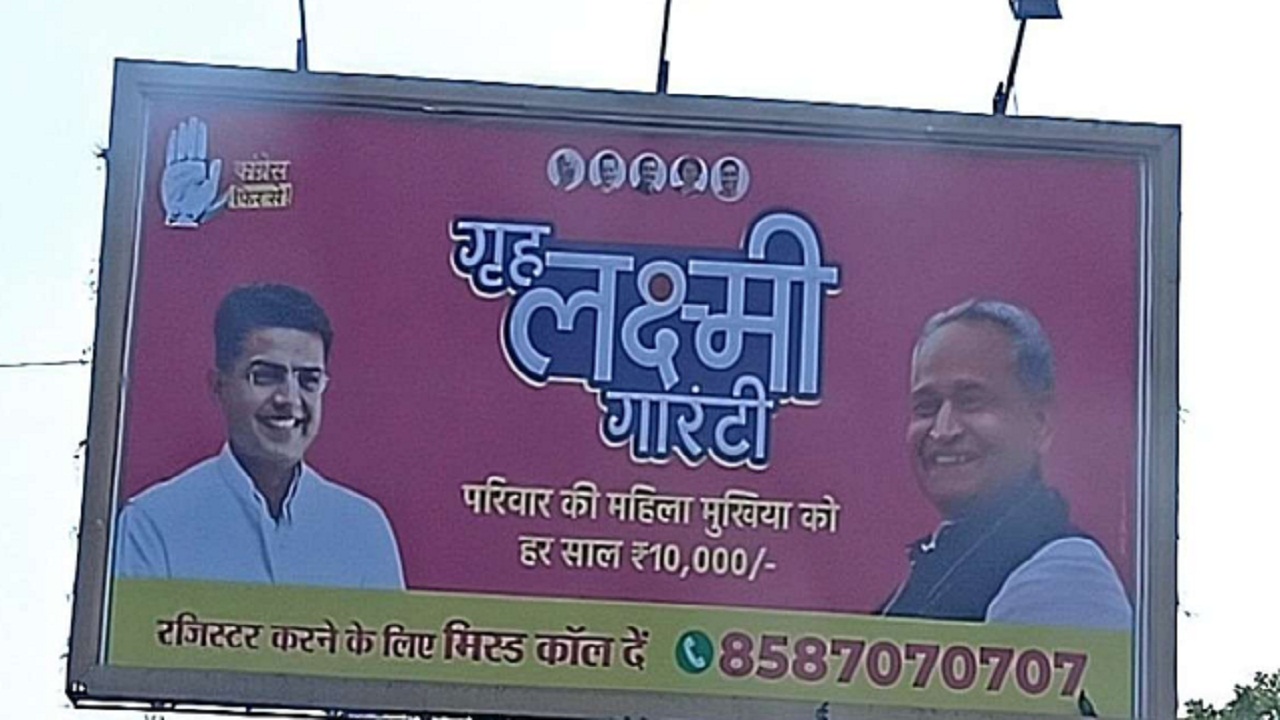 कांग्रेस
फिर से
गृह
लक्ष्मी
गारंटी
परिवार की महिला मुखिया को
हर साल ₹10,000/-
रजिस्टर करने के लिए मिस्ड कॉल दें 8587070707